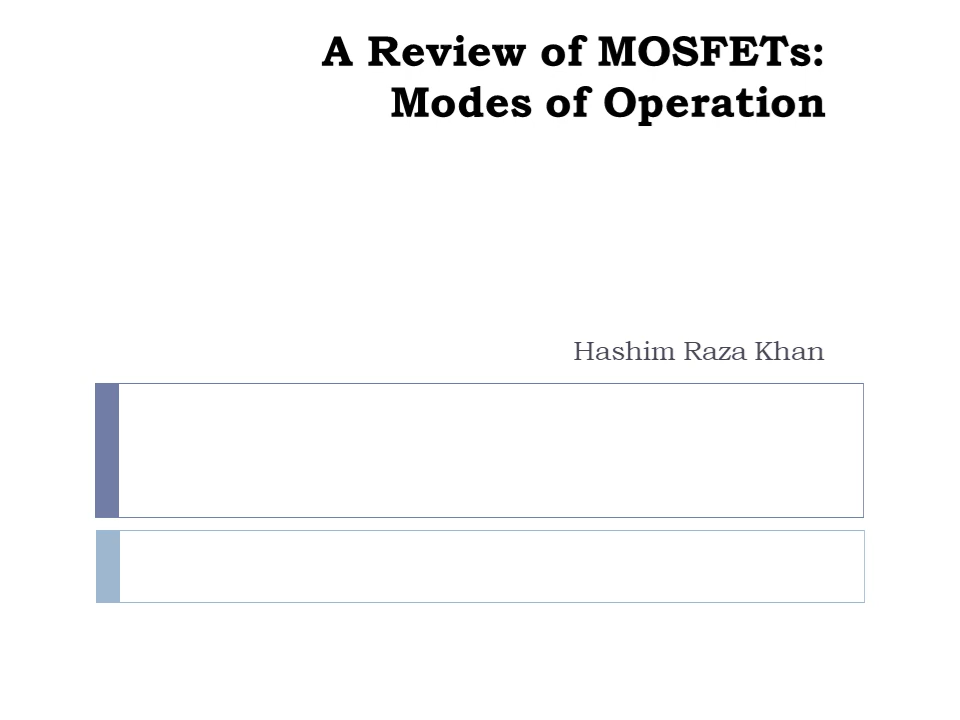 A Review of MOSFETs:
Modes of Operation
Hashim Raza Khan